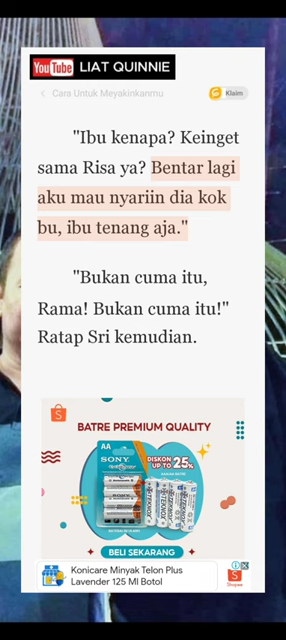 YouTube LIAT QUINNIE
Cara Untuk Meyakinkanmu
Klaim
"Ibu kenapa? Keinget
sama Risa ya? Bentar lagi
aku mau nyariin dia kok
bu, ibu tenang aja."
"Bukan cuma itu,
Rama! Bukan cuma itu!"
Ratap Sri kemudian.
BATRE PREMIUM QUALITY
AA
SONY
DISKON
UP TO 25%
BELI SEKARANG
Konicare Minyak Telon Plus
Lavender 125 Ml Botol
Shopee